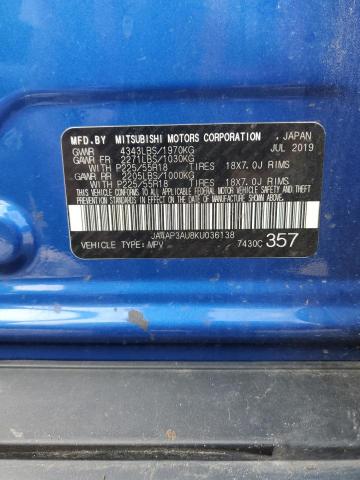 MFD.BY MITSUBISHI MOTORS CORPORATION JAPAN
GVWR 4343LBS/1970KG JUL 2019
GAWR FR 2271LBS/1030KG
WITH P225/55R18 TIRES 18X7.0J RIMS
GAWR RR 2205LBS/1000KG
WITH P225/55R18 TIRES 18X7.0J RIMS
THIS VEHICLE CONFORMS TO ALL APPLICABLE FEDERAL
MOTOR VEHICLE SAFETY AND THEFT PREVENTION
STANDARDS IN EFFECT ON THE DATE OF MANUFACTURE
SHOWN ABOVE.
JA4AP3AU8KU036138
VEHICLE TYPE: MPV 7430C 357